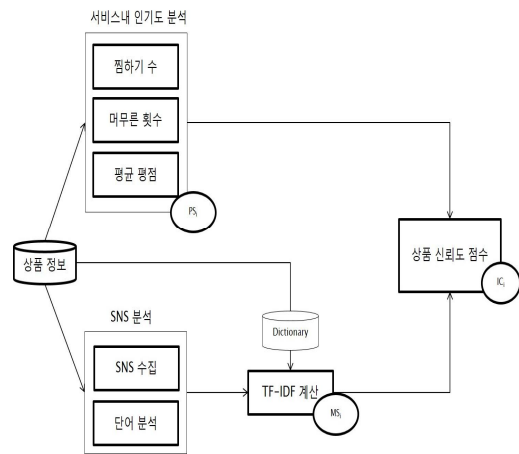 서비스내 인기도 분석
찜하기 수
머무른 횟수
평균 평점
PSi
상품 정보
상품 신뢰도 점수
ICi
SNS 분석
Dictionary
SNS 수집
TF-IDF 계산
단어 분석
MSi